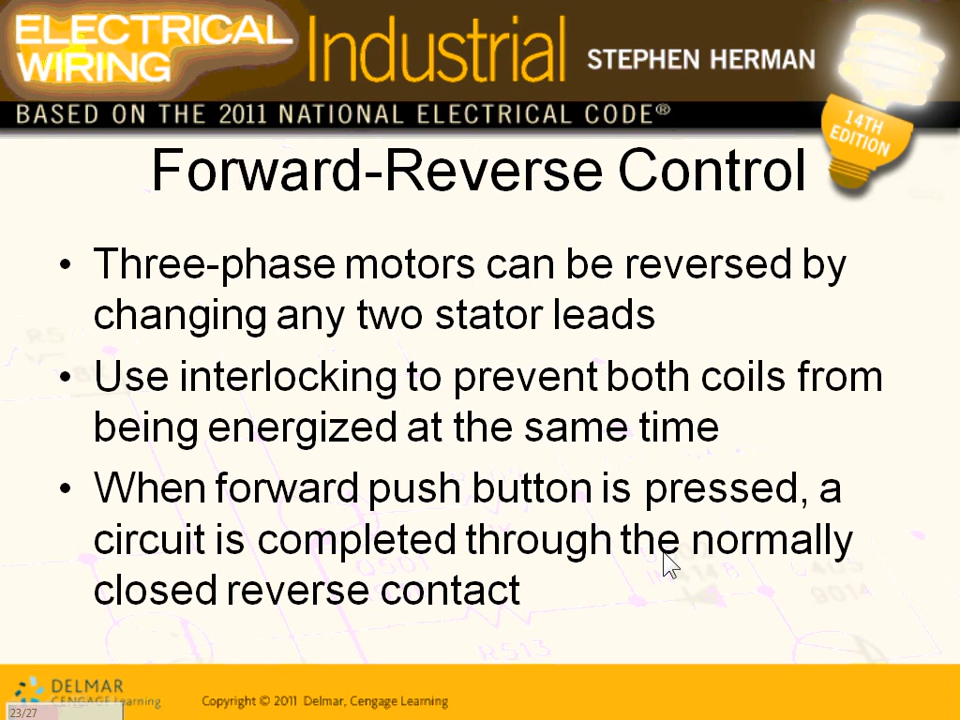 ELECTRICAL WIRING Industrial STEPHEN HERMAN
BASED ON THE 2011 NATIONAL ELECTRICAL CODE®
14TH EDITION
Forward-Reverse Control
• Three-phase motors can be reversed by
changing any two stator leads
• Use interlocking to prevent both coils from
being energized at the same time
• When forward push button is pressed, a
circuit is completed through the normally
closed reverse contact
R513
9014
DELMAR
CENGAGE Learning
Copyright © 2011 Delmar, Cengage Learning
23/27